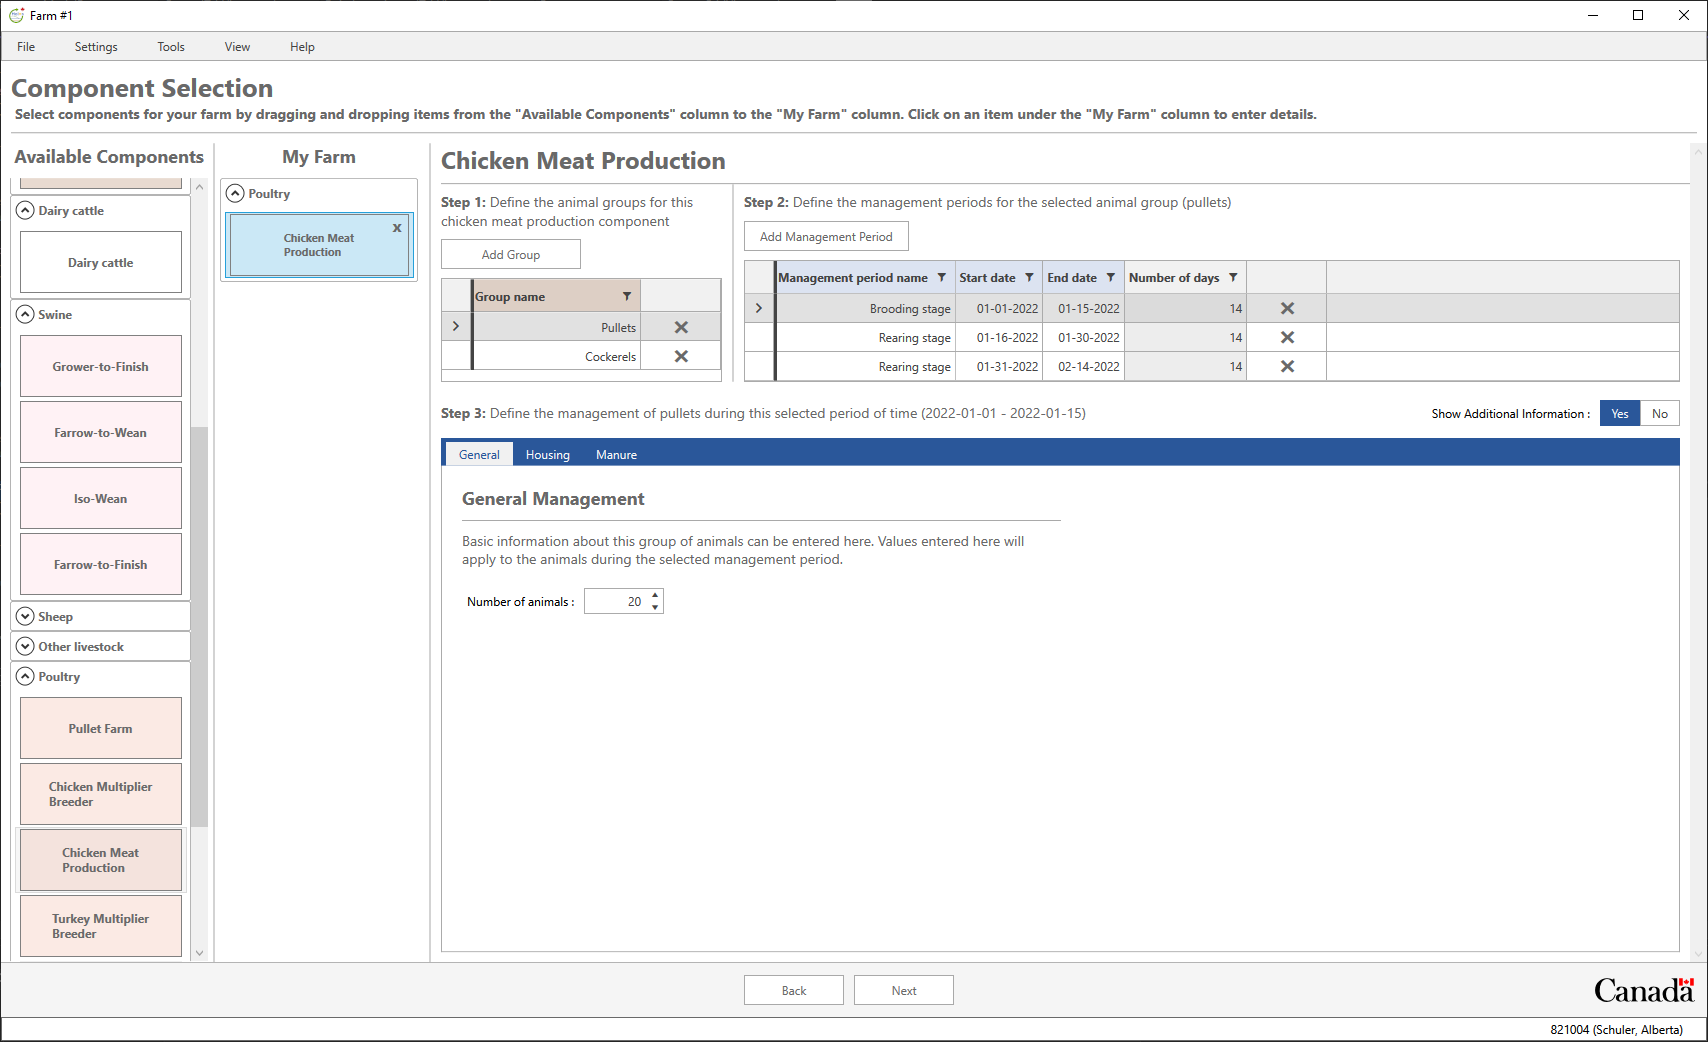 Farm #1
File Settings Tools View Help
Component Selection
Select components for your farm by dragging and dropping items from the "Available Components" column to the "My Farm" column. Click on an item under the "My Farm" column to enter details.
Available Components
Dairy cattle
Dairy cattle
Swine
Grower-to-Finish
Farrow-to-Wean
Iso-Wean
Farrow-to-Finish
Sheep
Other livestock
Poultry
Pullet Farm
Chicken Multiplier
Breeder
Chicken Meat
Production
Turkey Multiplier
Breeder
My Farm
Poultry
Chicken Meat
Production
x
Chicken Meat Production
Step 1: Define the animal groups for this
chicken meat production component
Add Group
Group name
Pullets
Cockerels
Step 2: Define the management periods for the selected animal group (pullets)
Add Management Period
Management period name Start date End date Number of days
Brooding stage 01-01-2022 01-15-2022 14
Rearing stage 01-16-2022 01-30-2022 14
Rearing stage 01-31-2022 02-14-2022 14
Step 3: Define the management of pullets during this selected period of time (2022-01-01 - 2022-01-15)
Show Additional Information : Yes No
General Housing Manure
General Management
Basic information about this group of animals can be entered here. Values entered here will
apply to the animals during the selected management period.
Number of animals : 20
Back Next
Canada
821004 (Schuler, Alberta)